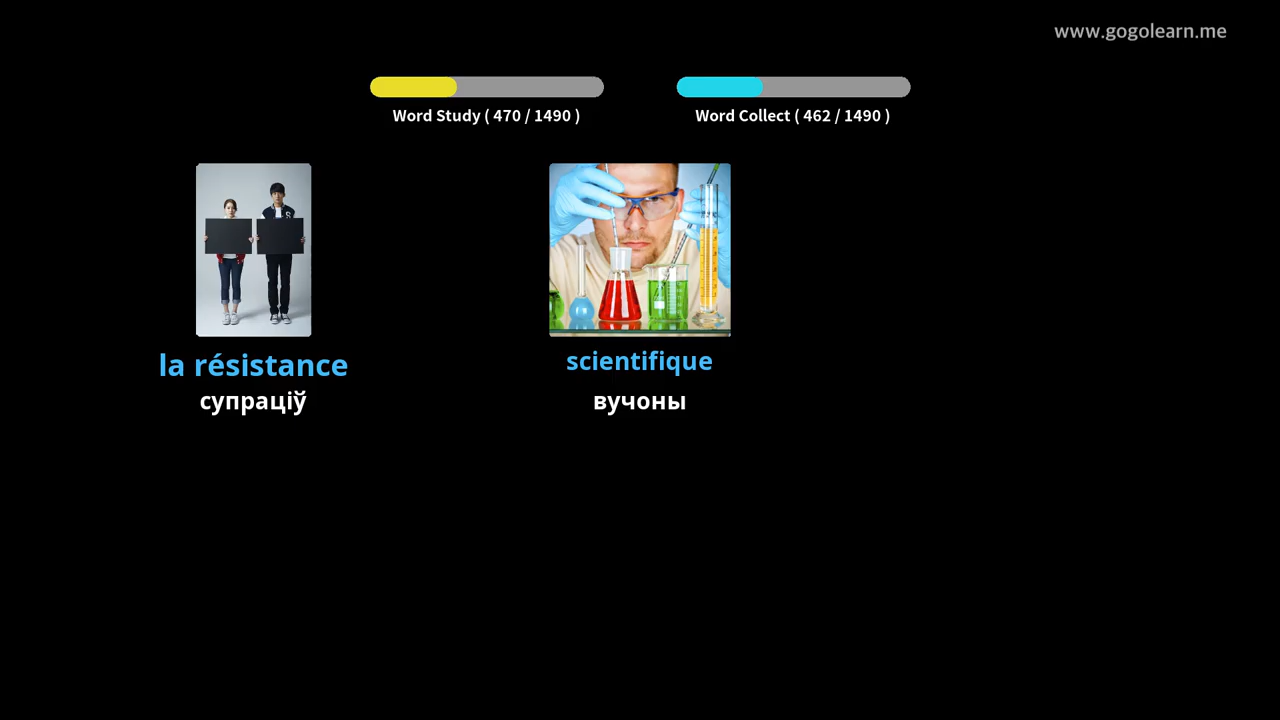 www.gogolearn.me
Word Study ( 470 / 1490 )
Word Collect ( 462 / 1490 )
la résistance
супраціў
scientifique
вучоны